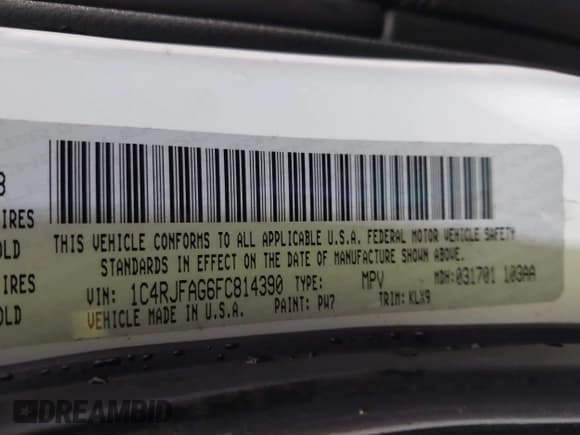 8
IRES
OLD
IRES
OLD
THIS VEHICLE CONFORMS TO ALL APPLICABLE U.S.A. FEDERAL MOTOR VEHICLE SAFETY
STANDARDS IN EFFECT ON THE DATE OF MANUFACTURE SHOWN ABOVE.
VIN: 1C4RJFAG6FC814390 TYPE: MPV MDH: 031701 103AA
VEHICLE MADE IN U.S.A. PAINT: PW7 TRIM: KLX9
DREAMBID